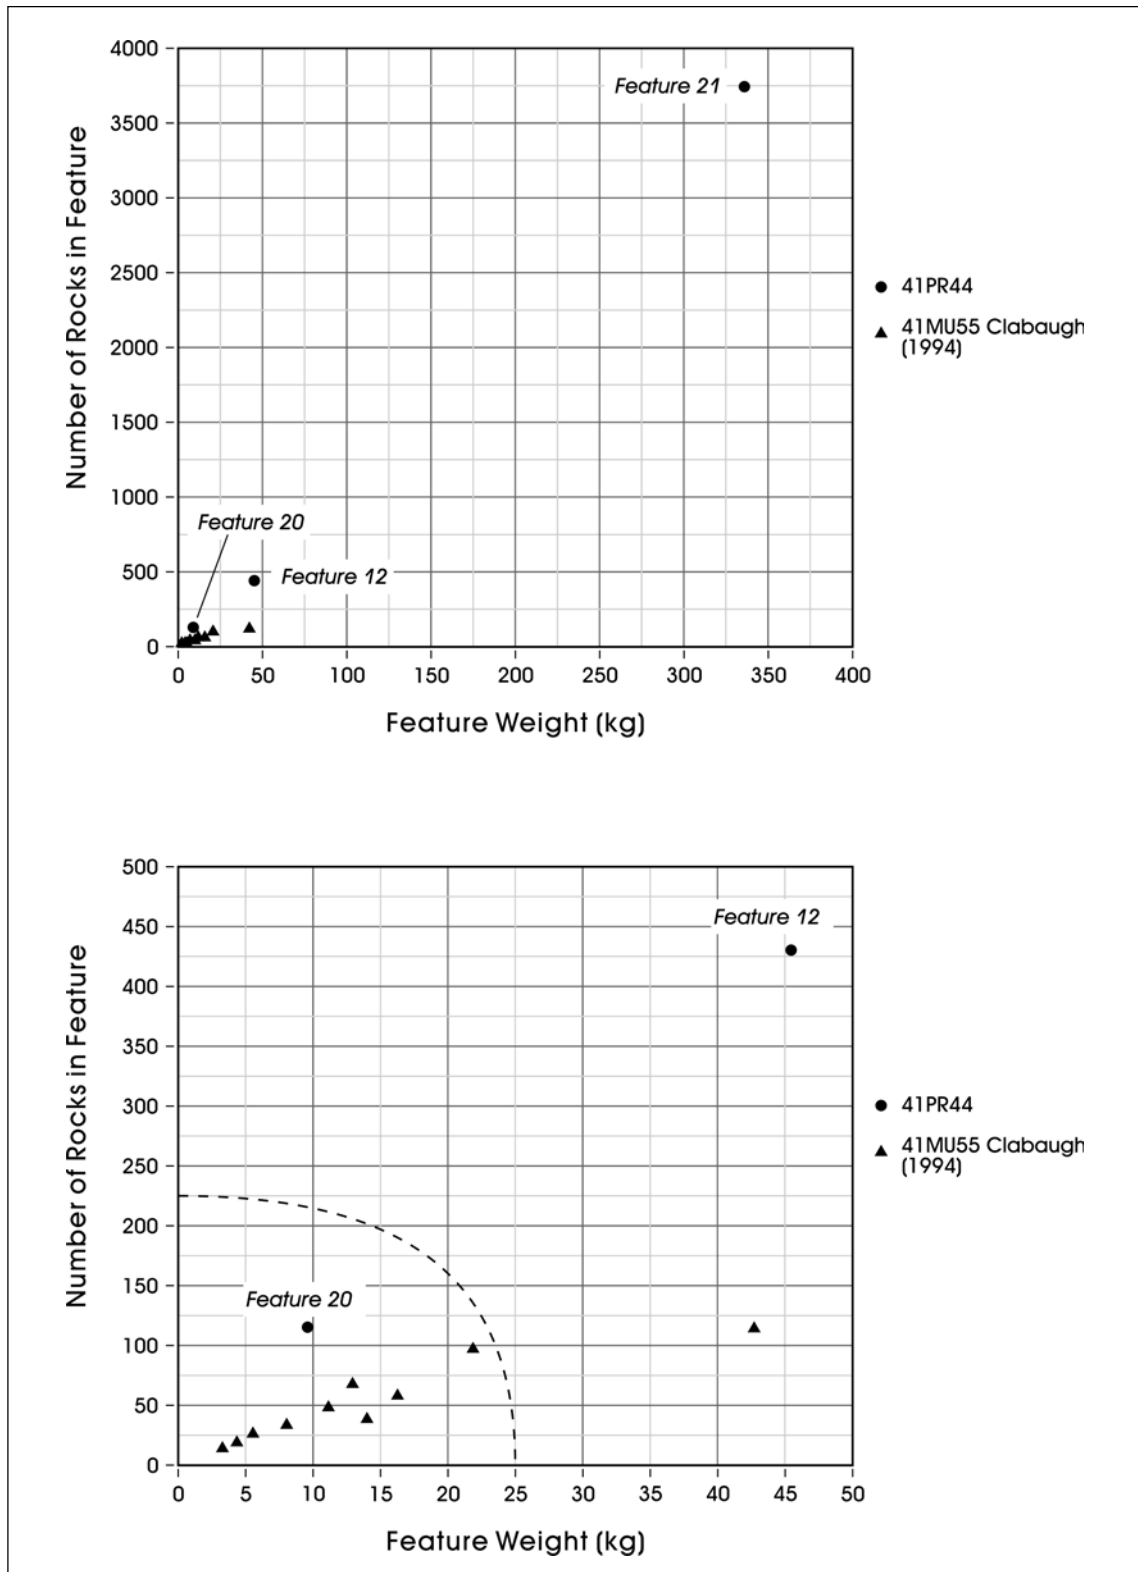 4000
3500
3000
2500
2000
1500
1000
500
0
Number of Rocks in Feature
Feature 21
Feature 20
Feature 12
0 50 100 150 200 250 300 350 400
Feature Weight (kg)
41PR44
41MU55 Clabaugh
(1994)
500
450
400
350
300
250
200
150
100
50
0
Number of Rocks in Feature
Feature 12
Feature 20
0 5 10 15 20 25 30 35 40 45 50
Feature Weight (kg)
41PR44
41MU55 Clabaugh
(1994)